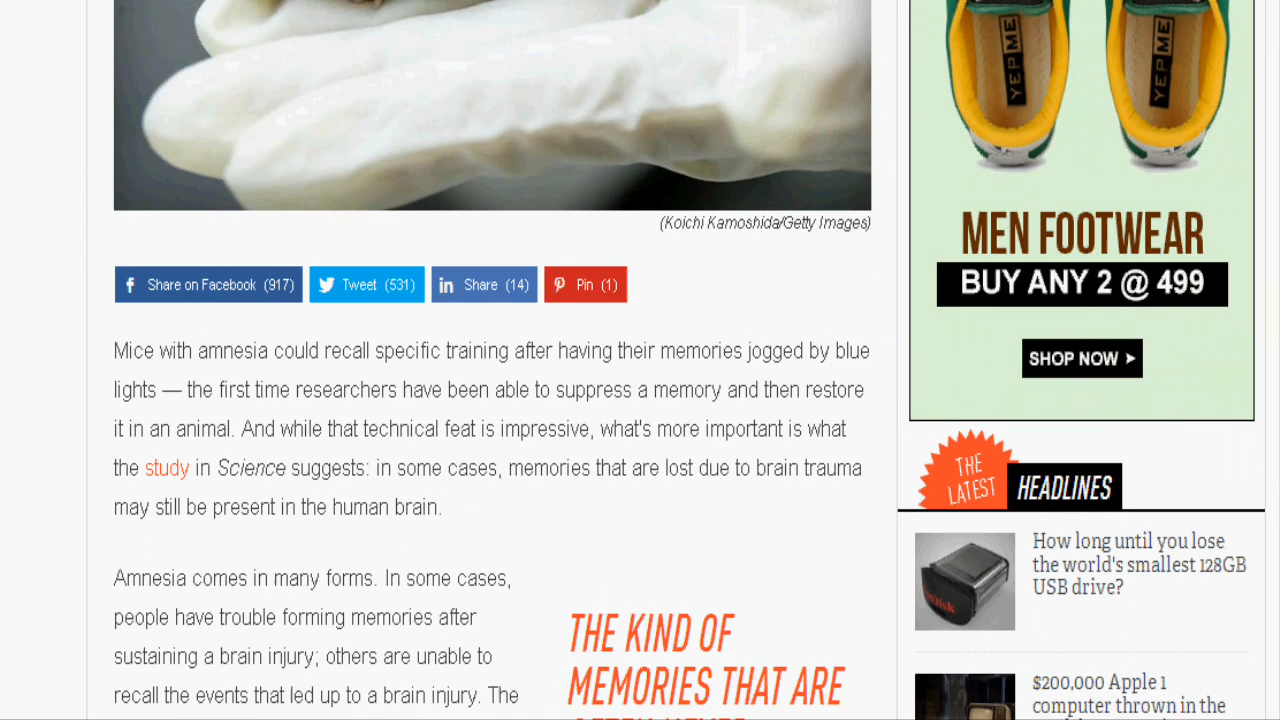 (Koichi Kamoshida/Getty Images)
Share on Facebook (917)
Tweet (531)
Share (14)
Pin (1)
Mice with amnesia could recall specific training after having their memories jogged by blue
lights — the first time researchers have been able to suppress a memory and then restore
it in an animal. And while that technical feat is impressive, what's more important is what
the study in Science suggests: in some cases, memories that are lost due to brain trauma
may still be present in the human brain.
Amnesia comes in many forms. In some cases,
people have trouble forming memories after
sustaining a brain injury; others are unable to
recall the events that led up to a brain injury. The
THE KIND OF
MEMORIES THAT ARE
YEPME
YEPME
MEN FOOTWEAR
BUY ANY 2 @ 499
SHOP NOW
THE
LATEST
HEADLINES
How long until you lose
the world's smallest 128GB
USB drive?
$200,000 Apple 1
computer thrown in the